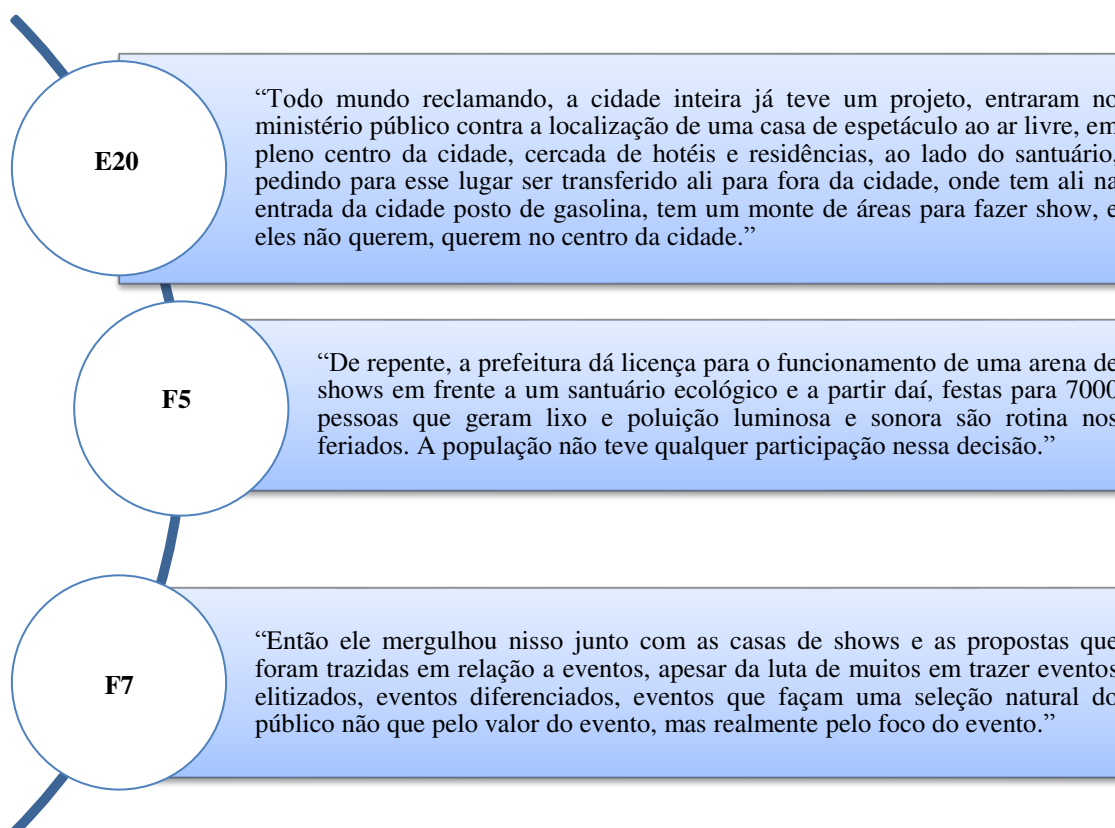 E20
“Todo mundo reclamando, a cidade inteira já teve um projeto, entraram no
ministério público contra a localização de uma casa de espetáculo ao ar livre, em
pleno centro da cidade, cercada de hotéis e residências, ao lado do santuário,
pedindo para esse lugar ser transferido ali para fora da cidade, onde tem ali na
entrada da cidade posto de gasolina, tem um monte de áreas para fazer show, e
eles não querem, querem no centro da cidade.”
F5
“De repente, a prefeitura dá licença para o funcionamento de uma arena de
shows em frente a um santuário ecológico e a partir daí, festas para 7000
pessoas que geram lixo e poluição luminosa e sonora são rotina nos
feriados. A população não teve qualquer participação nessa decisão.”
F7
“Então ele mergulhou nisso junto com as casas de shows e as propostas que
foram trazidas em relação a eventos, apesar da luta de muitos em trazer eventos
elitizados, eventos diferenciados, eventos que façam uma seleção natural do
público não que pelo valor do evento, mas realmente pelo foco do evento.”